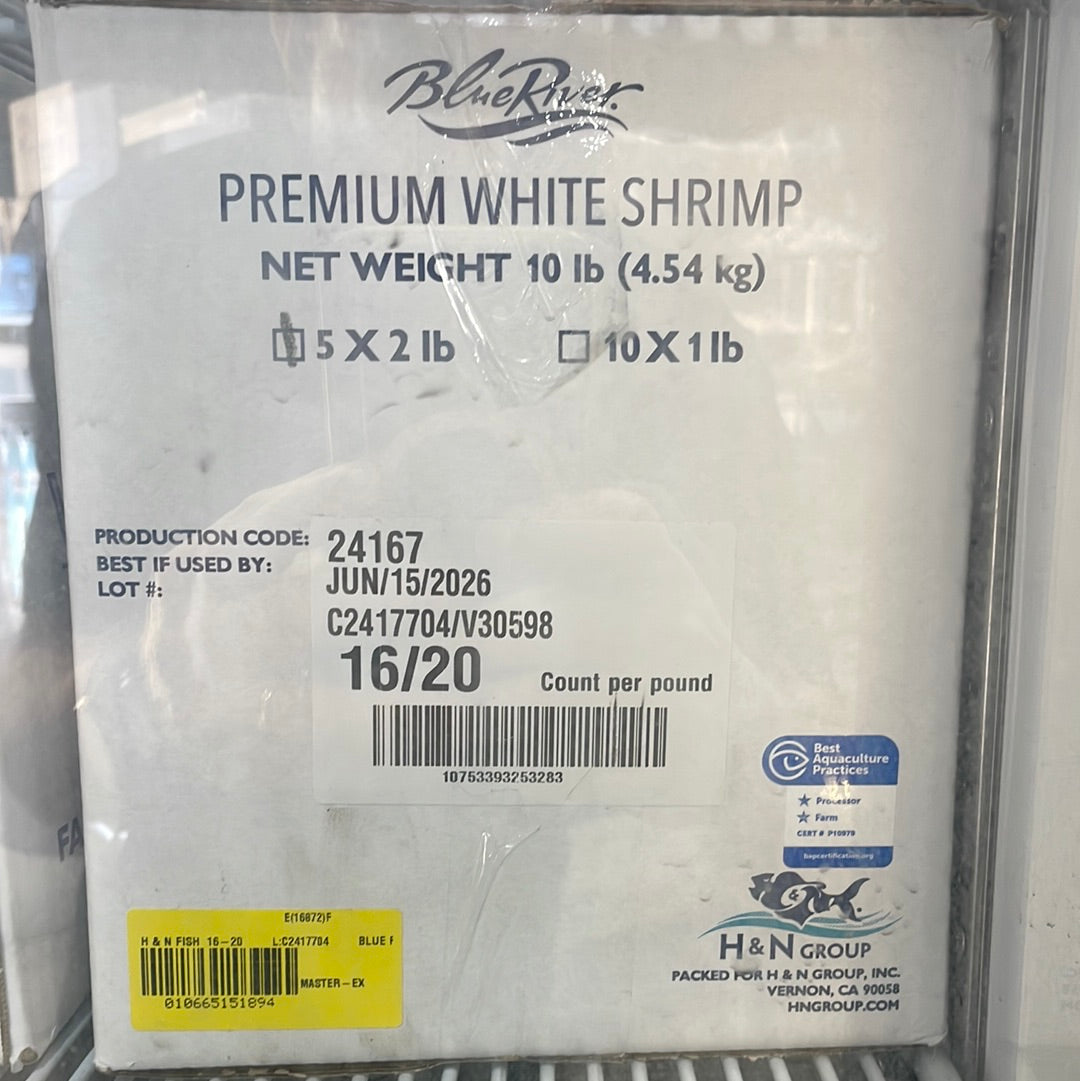 BlueRiver
PREMIUM WHITE SHRIMP
NET WEIGHT 10 lb (4.54 kg)
5 X 2 lb
10 X 1 lb
PRODUCTION CODE: 24167
BEST IF USED BY: JUN/15/2026
LOT #: C2417704/V30598
16/20 Count per pound
10753393253283
Best
Aquaculture
Practices
Processor
Farm
CERT # P10979
bapcertification.org
H&N
H & N GROUP
PACKED FOR H & N GROUP, INC.
VERNON, CA 90058
HNGROUP.COM
E(16872)F
H & N FISH 16-20 L:C2417704 BLUE
MASTER-EX
010665151894
FA